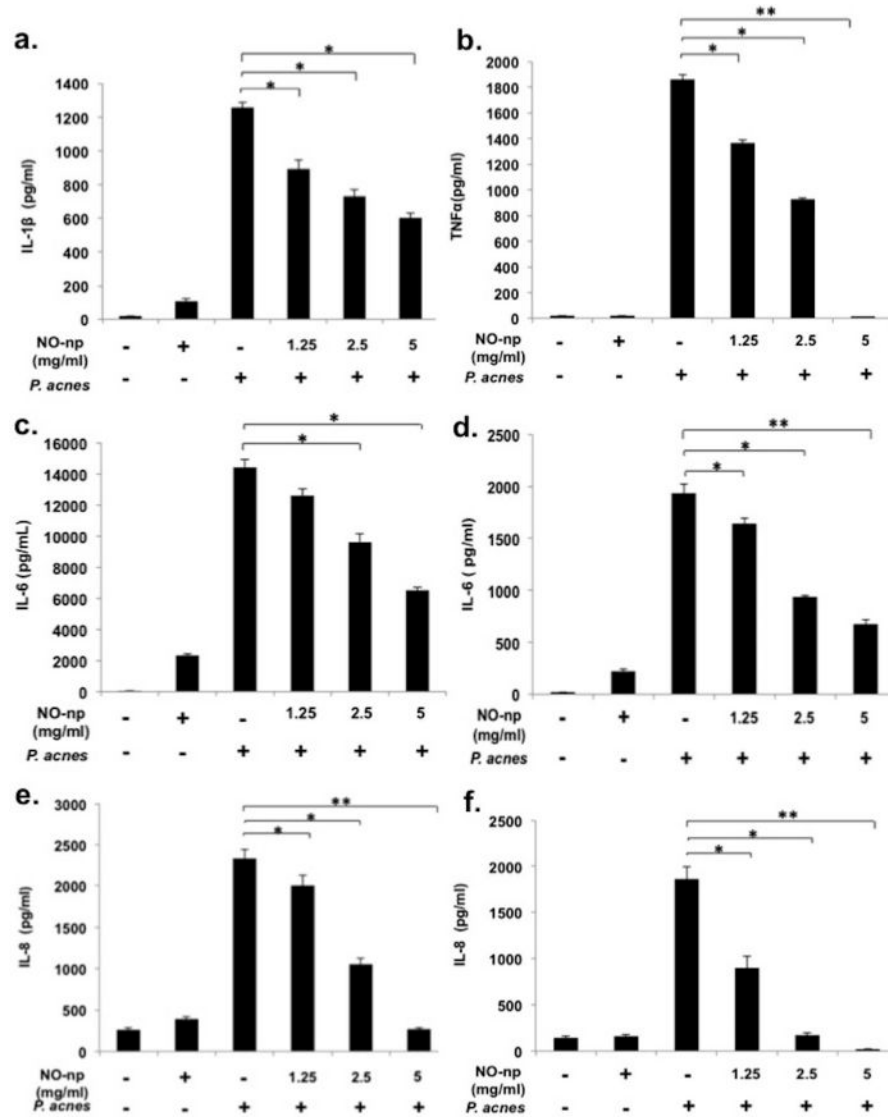 a.
*
*
*
IL-1β (pg/ml)
1400
1200
1000
800
600
400
200
0
NO-np - + - 1.25 2.5 5
(mg/ml)
P. acnes - - + + + +
b.
**
*
*
TNFα(pg/ml)
2000
1800
1600
1400
1200
1000
800
600
400
200
0
NO-np - + - 1.25 2.5 5
(mg/ml)
P. acnes - - + + + +
c.
*
*
IL-6 (pg/mL)
16000
14000
12000
10000
8000
6000
4000
2000
0
NO-np - + - 1.25 2.5 5
(mg/ml)
P. acnes - - + + + +
d.
**
*
*
IL-6 ( pg/ml)
2500
2000
1500
1000
500
0
NO-np - + - 1.25 2.5 5
(mg/ml)
P. acnes - - + + + +
e.
**
*
*
IL-8 (pg/ml)
3000
2500
2000
1500
1000
500
0
NO-np - + - 1.25 2.5 5
(mg/ml)
P. acnes - - + + + +
f.
**
*
*
IL-8 (pg/ml)
2500
2000
1500
1000
500
0
NO-np - + - 1.25 2.5 5
(mg/ml)
P. acnes - - + + + +